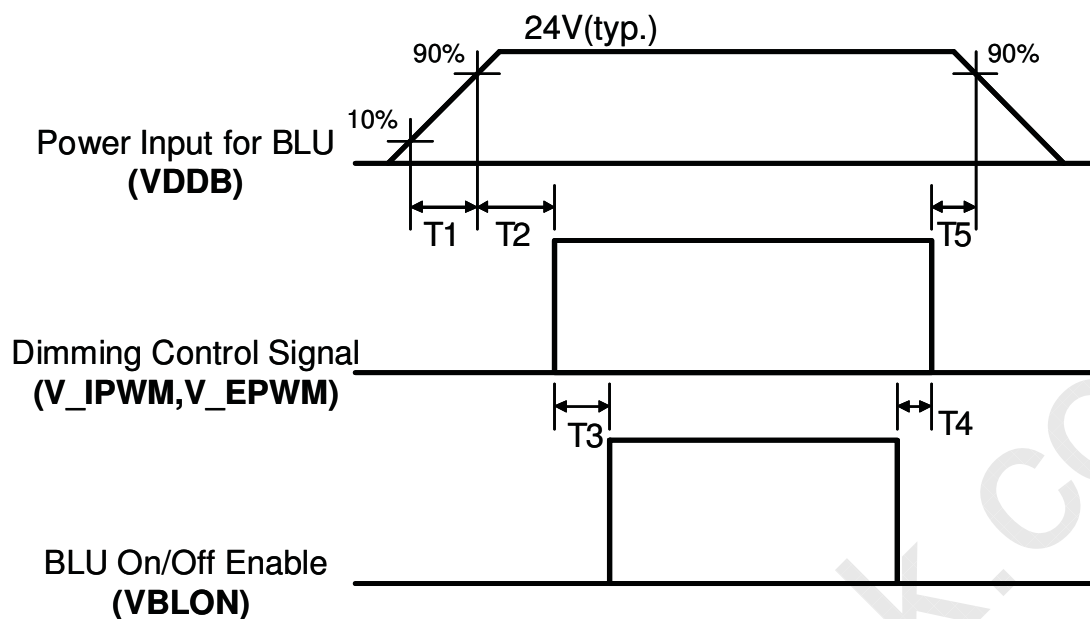 24V(typ.)
90%
90%
10%
Power Input for BLU
(VDDB)
T1
T2
T5
Dimming Control Signal
(V_IPWM,V_EPWM)
T3
T4
BLU On/Off Enable
(VBLON)
k.co